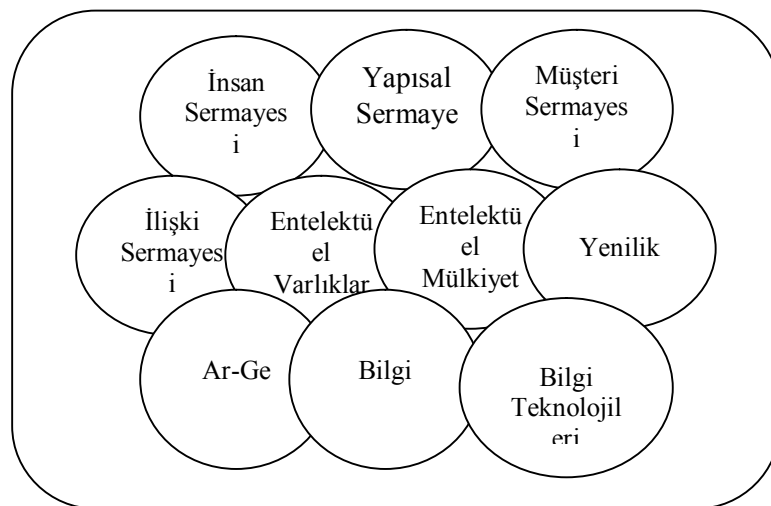 İnsan
Sermayes
i
Yapısal
Sermaye
Müşteri
Sermayes
i
İlişki
Sermayes
i
Entelektü
el
Varlıklar
Entelektü
el
Mülkiyet
Yenilik
Ar-Ge
Bilgi
Bilgi
Teknolojil
eri